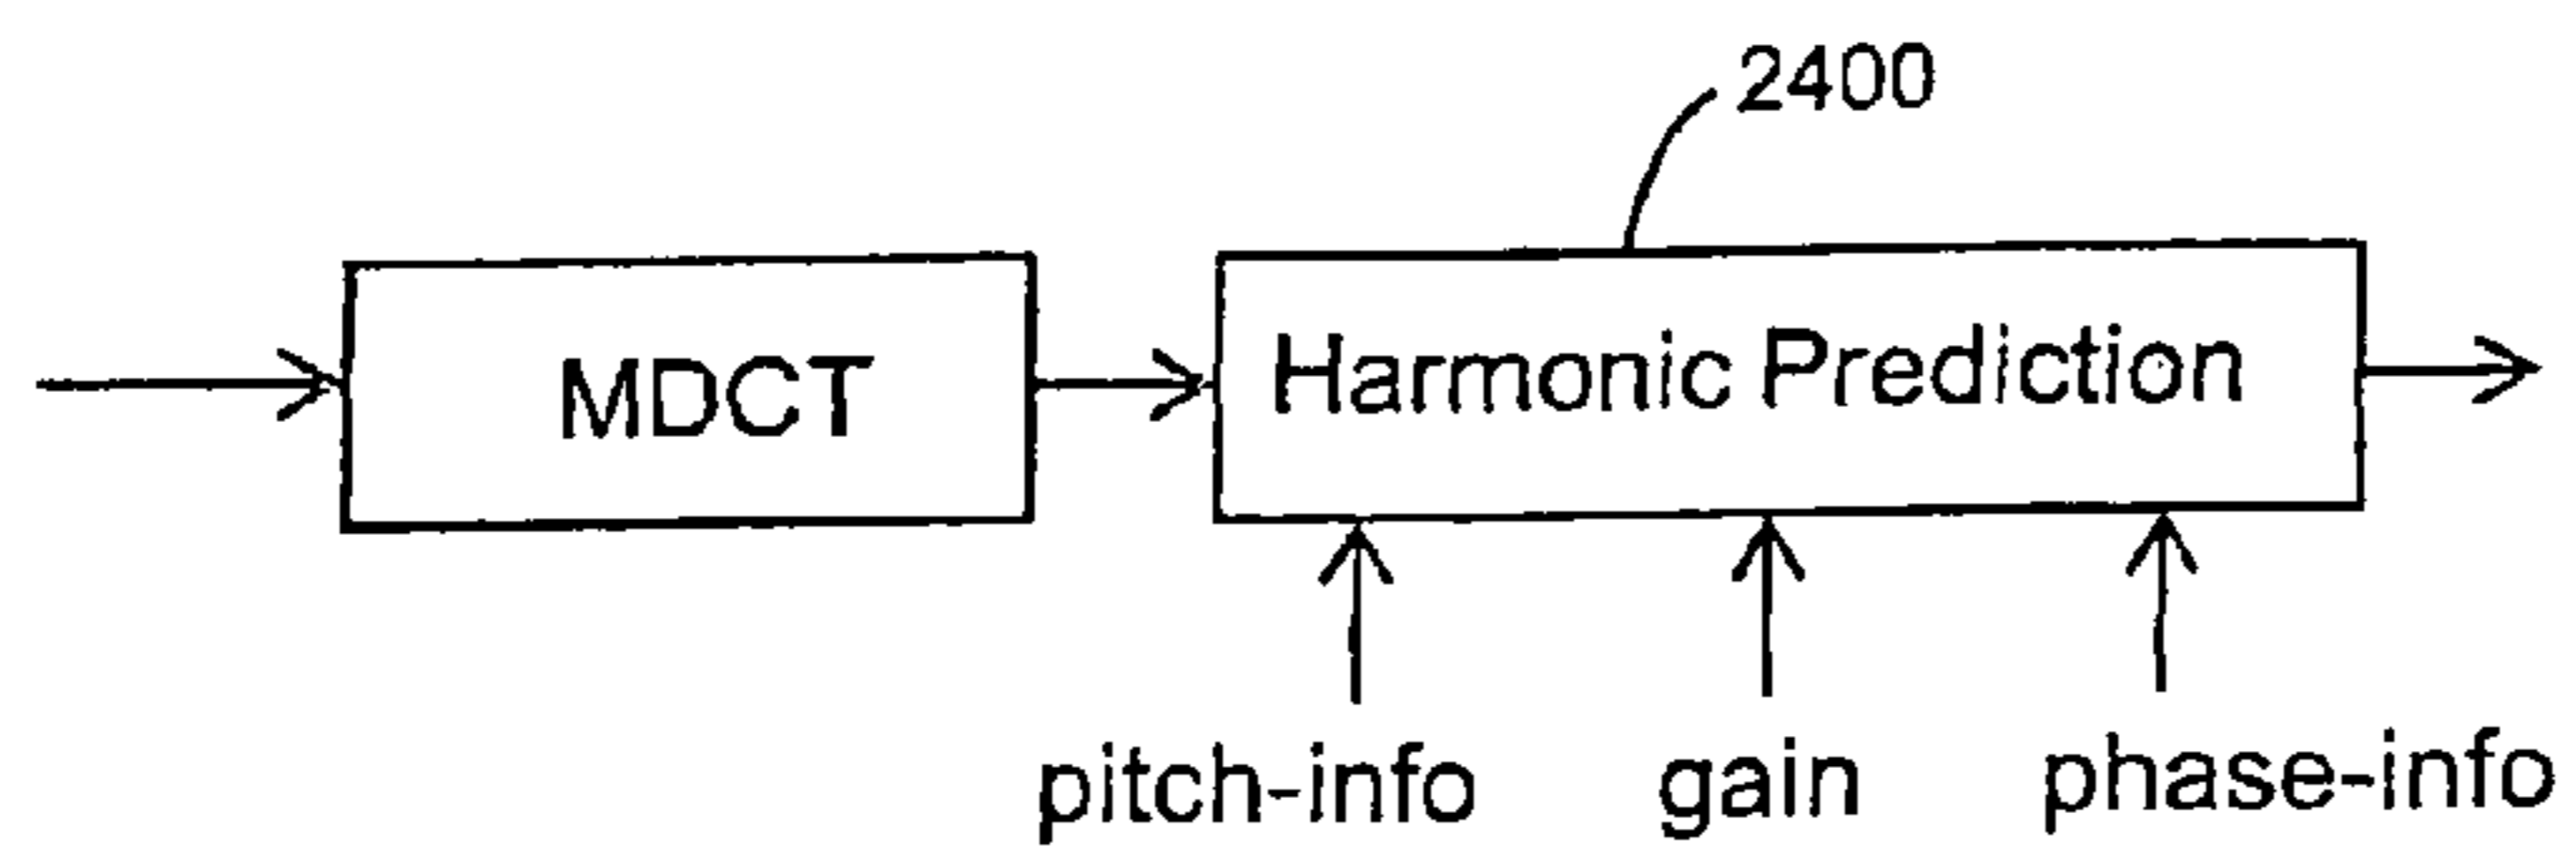 2400
MDCT
Harmonic Prediction
pitch-info
gain
phase-info